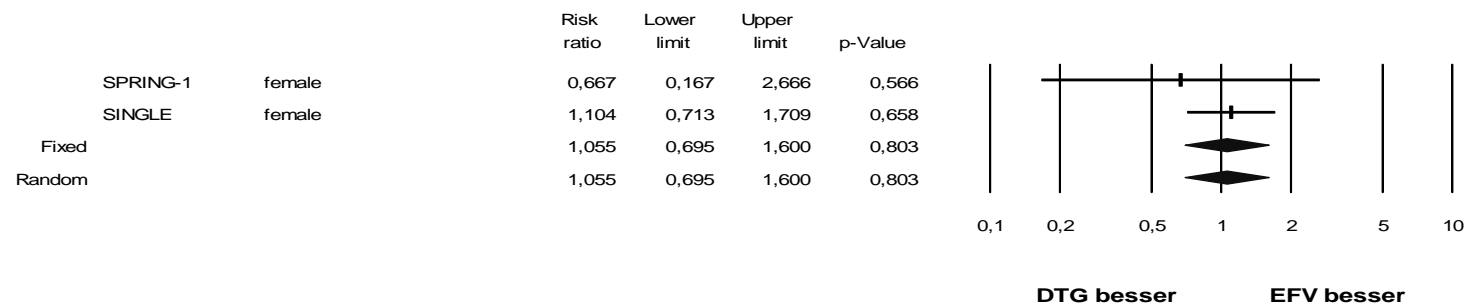 Risk Lower Upper
ratio limit limit p-Value
SPRING-1 female 0,667 0,167 2,666 0,566
SINGLE female 1,104 0,713 1,709 0,658
Fixed 1,055 0,695 1,600 0,803
Random 1,055 0,695 1,600 0,803
0,1 0,2 0,5 1 2 5 10
DTG besser EFV besser